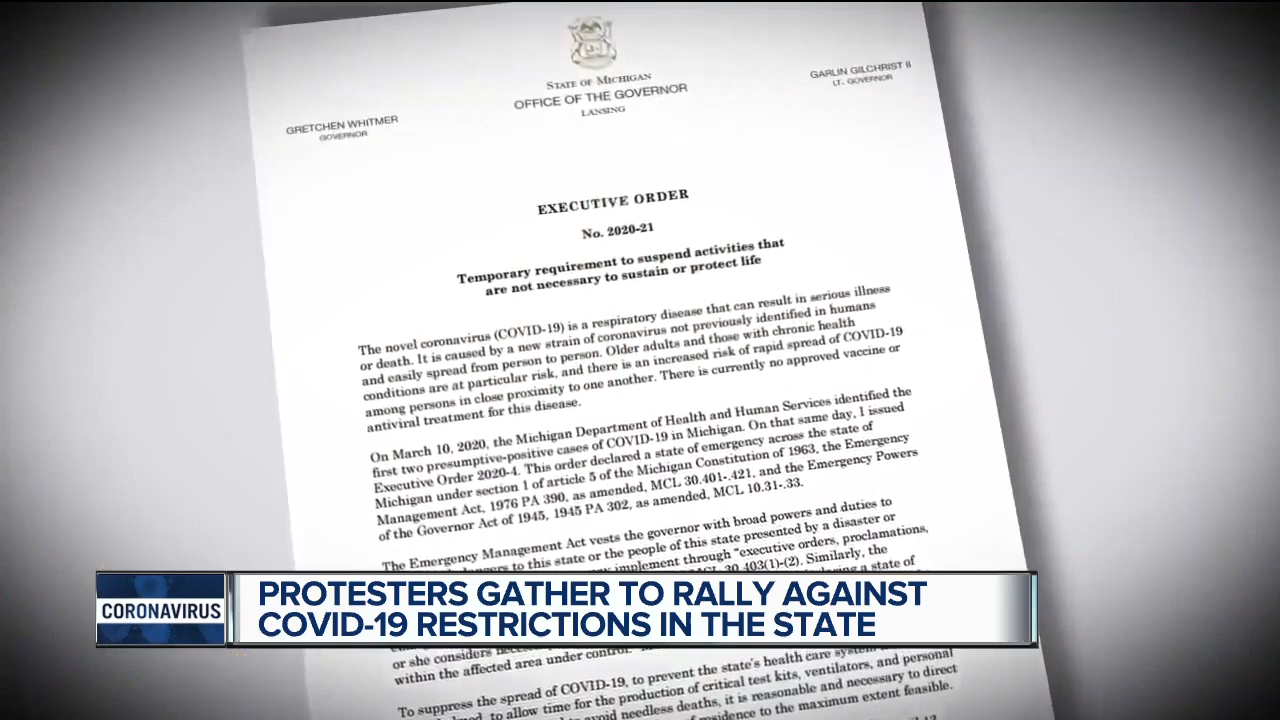 STATE OF MICHIGAN
OFFICE OF THE GOVERNOR
LANSING
GRETCHEN WHITMER
GOVERNOR
GARLIN GILCHRIST II
LT. GOVERNOR
EXECUTIVE ORDER
No. 2020-21
Temporary requirement to suspend activities that
are not necessary to sustain or protect life
The novel coronavirus (COVID-19) is a respiratory disease that can result in serious illness
or death. It is caused by a new strain of coronavirus not previously identified in humans
and easily spread from person to person. Older adults and those with chronic health
conditions are at particular risk, and there is an increased risk of rapid spread of COVID-19
among persons in close proximity to one another. There is currently no approved vaccine or
antiviral treatment for this disease.
On March 10, 2020, the Michigan Department of Health and Human Services identified the
first two presumptive-positive cases of COVID-19 in Michigan. On that same day, I issued
Executive Order 2020-4. This order declared a state of emergency across the state of
Michigan under section 1 of article 5 of the Michigan Constitution of 1963, the Emergency
Management Act, 1976 PA 390, as amended, MCL 30.401-.421, and the Emergency Powers
of the Governor Act of 1945, 1945 PA 302, as amended, MCL 10.31-.33.
The Emergency Management Act vests the governor with broad powers and duties to
dangers to this state or the people of this state presented by a disaster or
implement through “executive orders, proclamations,
MCL 30.403(1)-(2). Similarly, the
a state of
CORONAVIRUS
PROTESTERS GATHER TO RALLY AGAINST
COVID-19 RESTRICTIONS IN THE STATE
or she considers
within the affected area under control.
To suppress the spread of COVID-19, to prevent the state's health care system
to allow time for the production of critical test kits, ventilators, and personal
avoid needless deaths, it is reasonable and necessary to direct
residence to the maximum extent feasible.